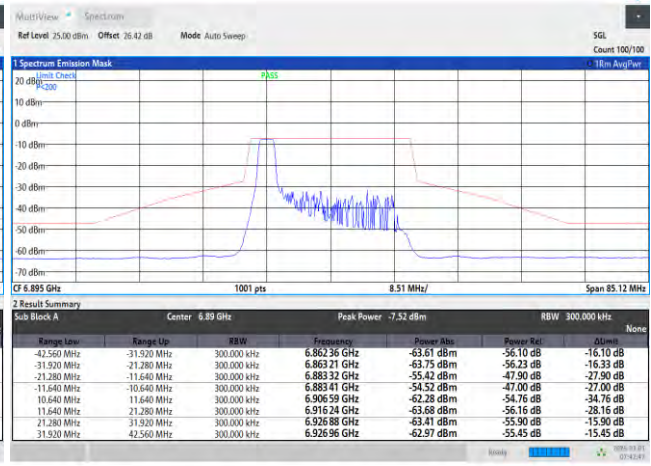 MultiView Spectrum
Ref Level 25.00 dBm Offset 26.42 dB Mode Auto Sweep SGL
Count 100/100
1 Spectrum Emission Mask 1Rm AvgPwr
Limit Check PASS
20 dBm
P<200
10 dBm
0 dBm
-10 dBm
-20 dBm
-30 dBm
-40 dBm
-50 dBm
-60 dBm
-70 dBm
CF 6.895 GHz 1001 pts 8.51 MHz/ Span 85.12 MHz
2 Result Summary
Sub Block A Center 6.89 GHz Peak Power -7.52 dBm RBW 300.000 kHz
None
Range Low Range Up RBW Frequency Power Abs Power Rel ΔLimit
-42.560 MHz -31.920 MHz 300.000 kHz 6.862 36 GHz -63.61 dBm -56.10 dB -16.10 dB
-31.920 MHz -21.280 MHz 300.000 kHz 6.863 21 GHz -63.75 dBm -56.23 dB -16.33 dB
-21.280 MHz -11.640 MHz 300.000 kHz 6.883 32 GHz -55.42 dBm -47.90 dB -27.90 dB
-11.640 MHz -10.640 MHz 300.000 kHz 6.883 41 GHz -54.52 dBm -47.00 dB -27.00 dB
10.640 MHz 11.640 MHz 300.000 kHz 6.906 59 GHz -62.28 dBm -54.76 dB -34.76 dB
11.640 MHz 21.280 MHz 300.000 kHz 6.916 24 GHz -63.68 dBm -56.16 dB -28.16 dB
21.280 MHz 31.920 MHz 300.000 kHz 6.926 88 GHz -63.41 dBm -55.90 dB -15.90 dB
31.920 MHz 42.560 MHz 300.000 kHz 6.926 96 GHz -62.97 dBm -55.45 dB -15.45 dB
Ready